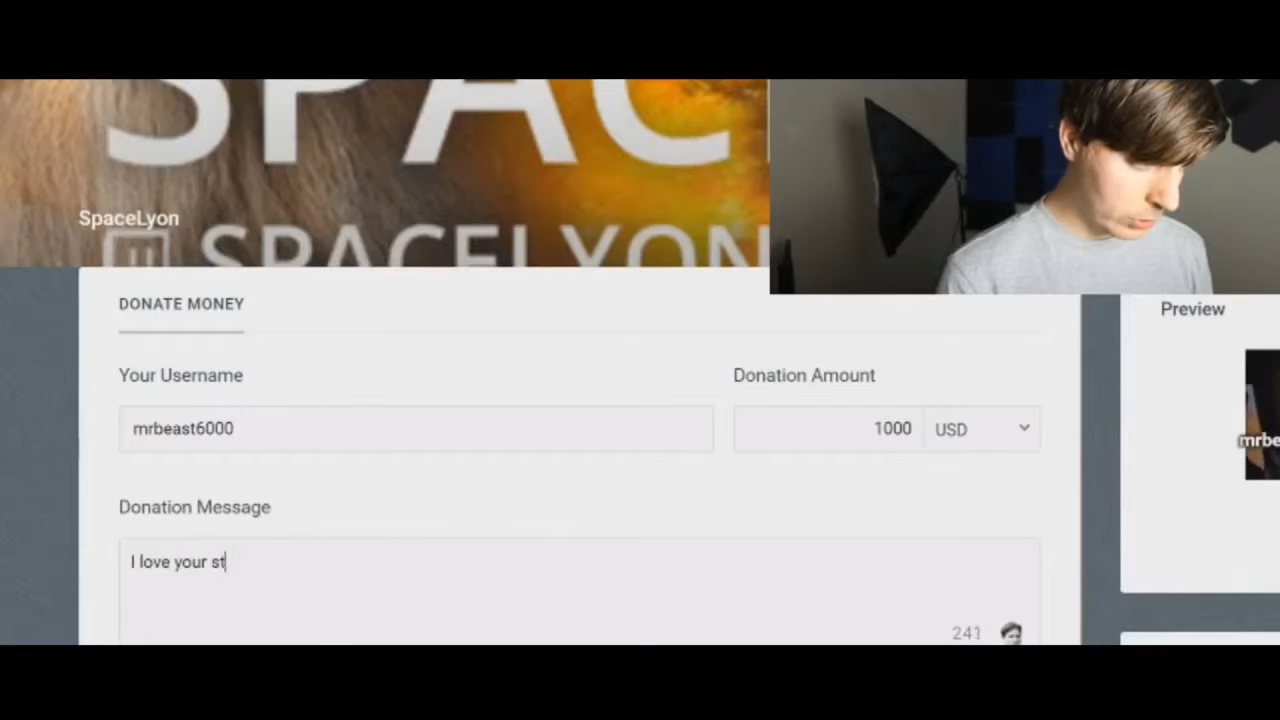 SPAC
SpaceLyon
SPACELYON
DONATE MONEY
Preview
Your Username
Donation Amount
mrbeast6000
1000
USD
mrbe
Donation Message
I love your st
241